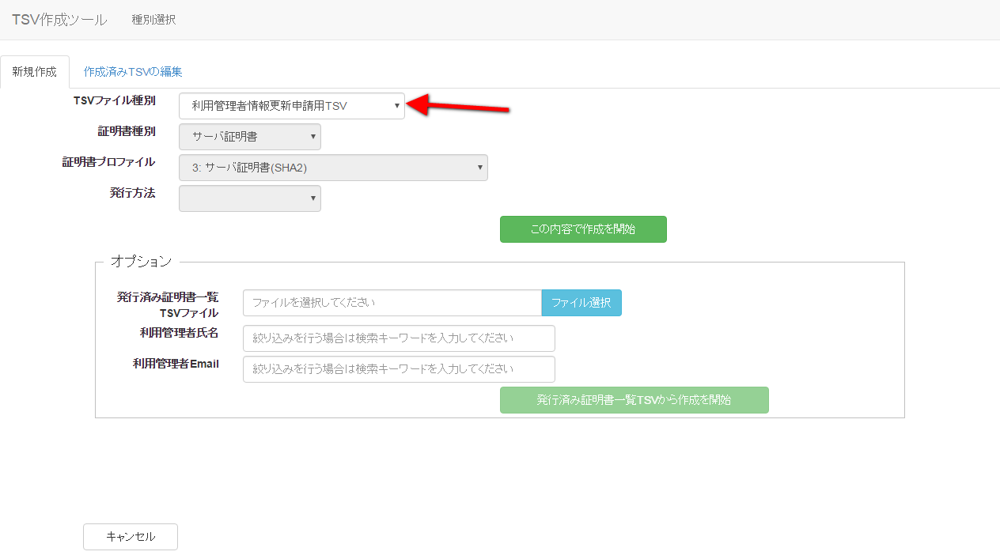 TSV作成ツール 種別選択
新規作成 作成済みTSVの編集
TSVファイル種別 利用管理者情報更新申請用TSV
証明書種別 サーバ証明書
証明書プロファイル 3: サーバ証明書(SHA2)
発行方法
この内容で作成を開始
オプション
発行済み証明書一覧
TSVファイル
ファイルを選択してください ファイル選択
利用管理者氏名 絞り込みを行う場合は検索キーワードを入力してください
利用管理者Email 絞り込みを行う場合は検索キーワードを入力してください
発行済み証明書一覧TSVから作成を開始
キャンセル